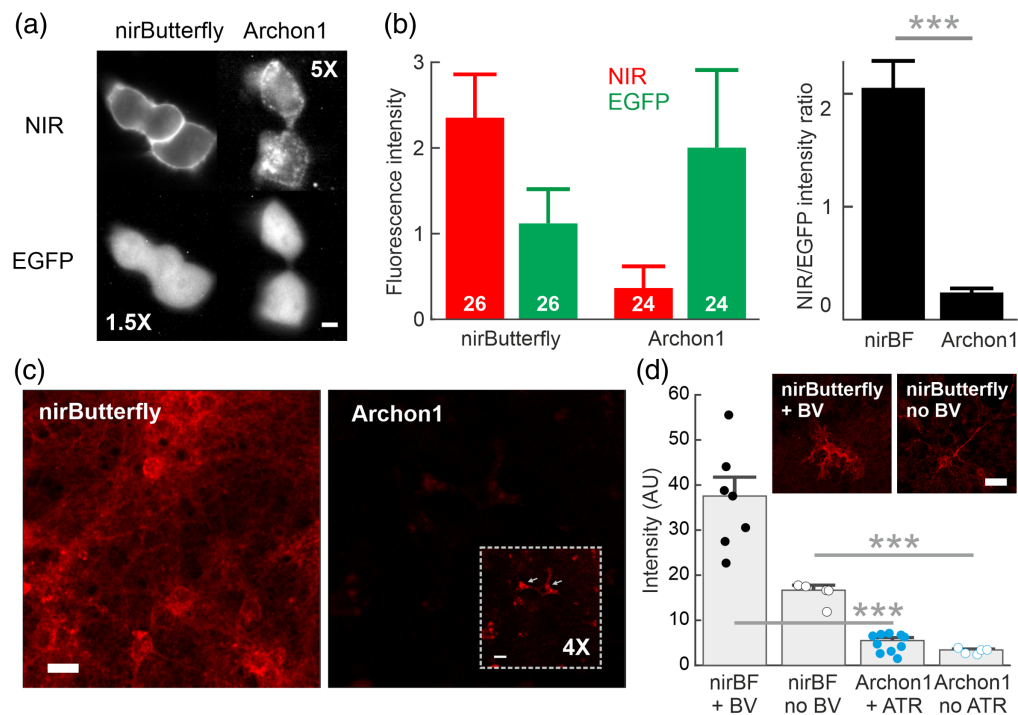 (a)
nirButterfly Archon1
5X
NIR
EGFP
1.5X
(b)
Fluorescence intensity
3
2
1
0
NIR
EGFP
26
26
24
24
nirButterfly
Archon1
***
NIR/EGFP intensity ratio
2
2
0
nirBF
Archon1
(c)
nirButterfly
Archon1
4X
(d)
Intensity (AU)
60
50
40
30
20
10
0
nirButterfly
+ BV
nirButterfly
no BV
***
***
nirBF
+ BV
nirBF
no BV
Archon1
+ ATR
Archon1
no ATR